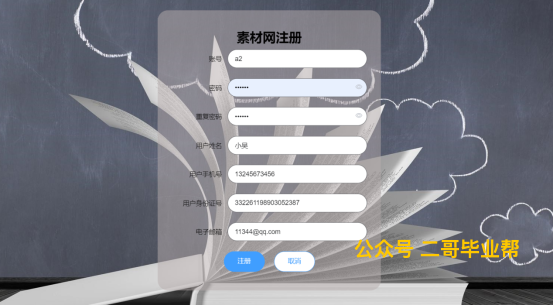 素材网注册
账号 a2
密码 ••••••
重复密码 ••••••
用户姓名 小吴
用户手机号 13245673456
用户身份证号 332261198903052387
电子邮箱 11344@qq.com
公众号 二哥毕业帮
注册 取消